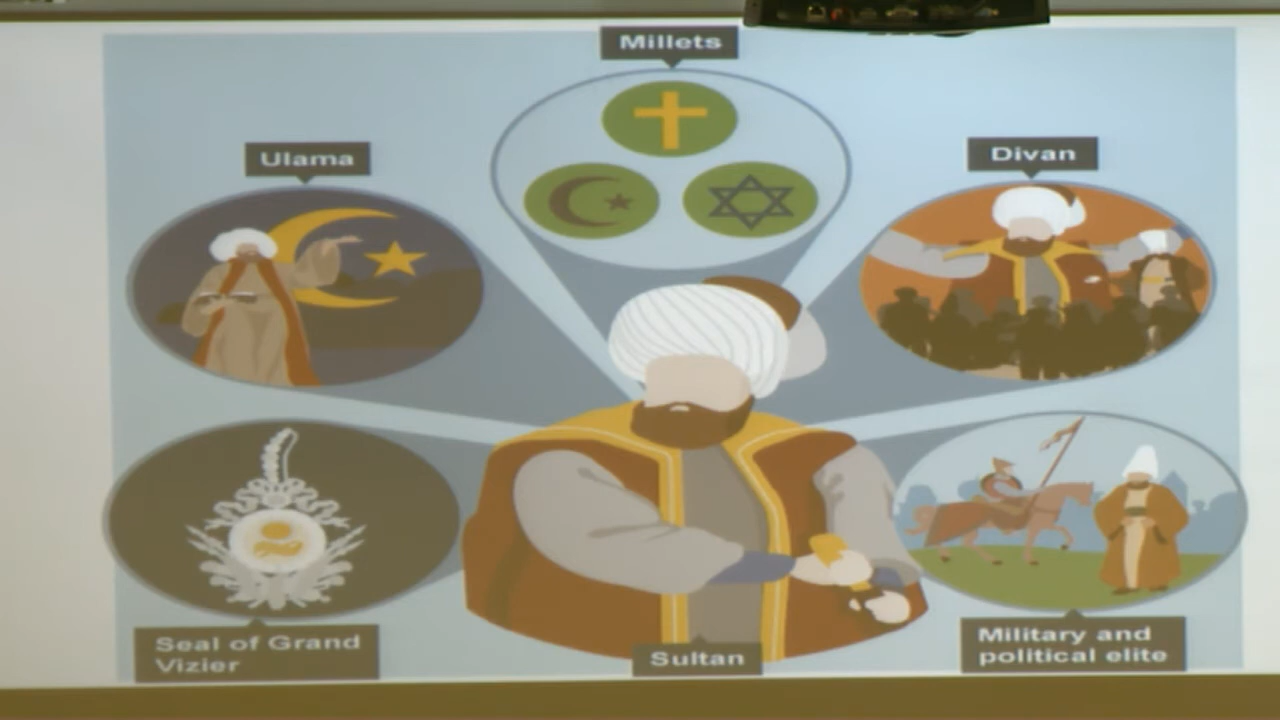 Millets
Ulama
Divan
Seal of Grand
Vizier
Sultan
Military and
political elite